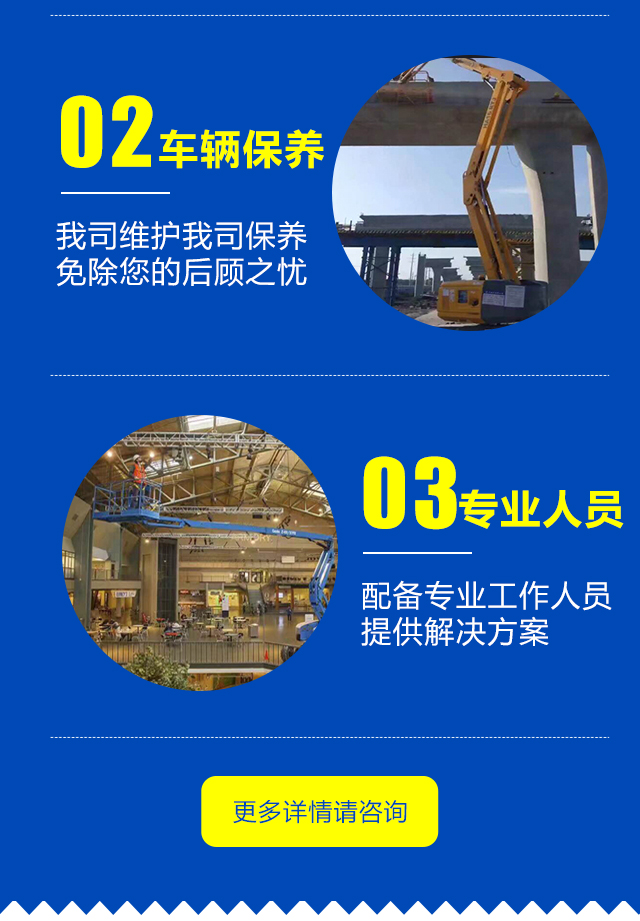 02车辆保养
我司维护我司保养
免除您的后顾之忧
03专业人员
配备专业工作人员
提供解决方案
更多详情请咨询